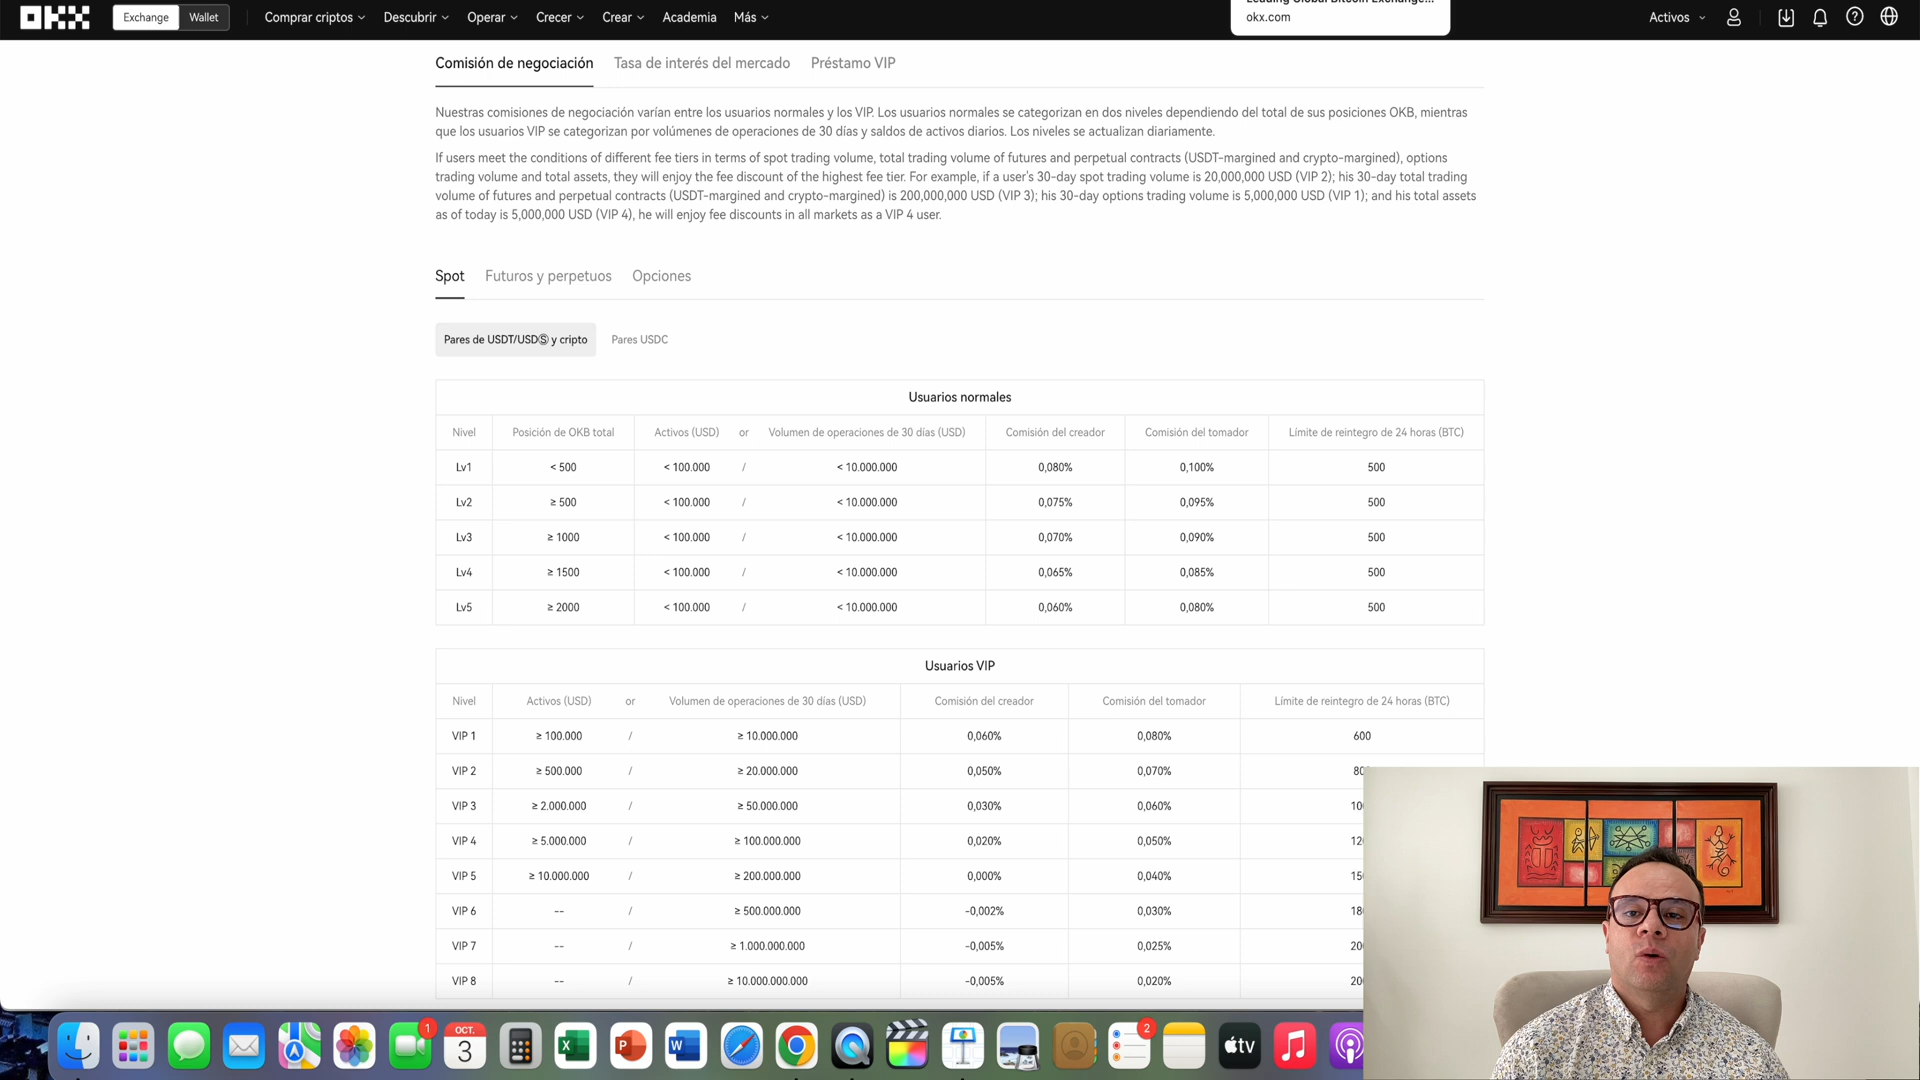 OKX Exchange Wallet Comprar criptos Descubrir Operar Crecer Crear Academia Más okx.com Activos
Comisión de negociación Tasa de interés del mercado Préstamo VIP
Nuestras comisiones de negociación varían entre los usuarios normales y los VIP. Los usuarios normales se categorizan en dos niveles dependiendo del total de sus posiciones OKB, mientras
que los usuarios VIP se categorizan por volúmenes de operaciones de 30 días y saldos de activos diarios. Los niveles se actualizan diariamente.
If users meet the conditions of different fee tiers in terms of spot trading volume, total trading volume of futures and perpetual contracts (USDT-margined and crypto-margined), options
trading volume and total assets, they will enjoy the fee discount of the highest fee tier. For example, if a user's 30-day spot trading volume is 20,000,000 USD (VIP 2); his 30-day total trading
volume of futures and perpetual contracts (USDT-margined and crypto-margined) is 200,000,000 USD (VIP 3); his 30-day options trading volume is 5,000,000 USD (VIP 1); and his total assets
as of today is 5,000,000 USD (VIP 4), he will enjoy fee discounts in all markets as a VIP 4 user.
Spot Futuros y perpetuos Opciones
Pares de USDT/USDⓈ y cripto Pares USDC
Usuarios normales
Nivel Posición de OKB total Activos (USD) or Volumen de operaciones de 30 días (USD) Comisión del creador Comisión del tomador Límite de reintegro de 24 horas (BTC)
Lv1 < 500 < 100.000 / < 10.000.000 0,080% 0,100% 500
Lv2 ≥ 500 < 100.000 / < 10.000.000 0,075% 0,095% 500
Lv3 ≥ 1000 < 100.000 / < 10.000.000 0,070% 0,090% 500
Lv4 ≥ 1500 < 100.000 / < 10.000.000 0,065% 0,085% 500
Lv5 ≥ 2000 < 100.000 / < 10.000.000 0,060% 0,080% 500
Usuarios VIP
Nivel Activos (USD) or Volumen de operaciones de 30 días (USD) Comisión del creador Comisión del tomador Límite de reintegro de 24 horas (BTC)
VIP 1 ≥ 100.000 / ≥ 10.000.000 0,060% 0,080% 600
VIP 2 ≥ 500.000 / ≥ 20.000.000 0,050% 0,070%
VIP 3 ≥ 2.000.000 / ≥ 50.000.000 0,030% 0,060%
VIP 4 ≥ 5.000.000 / ≥ 100.000.000 0,020% 0,050%
VIP 5 ≥ 10.000.000 / ≥ 200.000.000 0,000% 0,040%
VIP 6 -- / ≥ 500.000.000 -0,002% 0,030%
VIP 7 -- / ≥ 1.000.000.000 -0,005% 0,025%
VIP 8 -- / ≥ 10.000.000.000 -0,005% 0,020%
1 OCT. 2
3 X P W tv